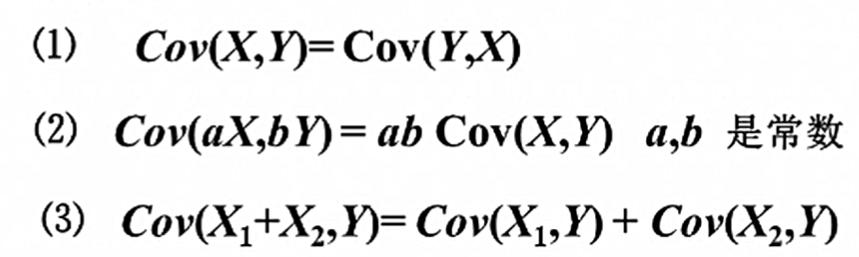 (1) Cov(X,Y)= Cov(Y,X)
(2) Cov(aX,bY)= ab Cov(X,Y) a,b 是常数
(3) Cov(X₁+X₂,Y)= Cov(X₁,Y) + Cov(X₂,Y)